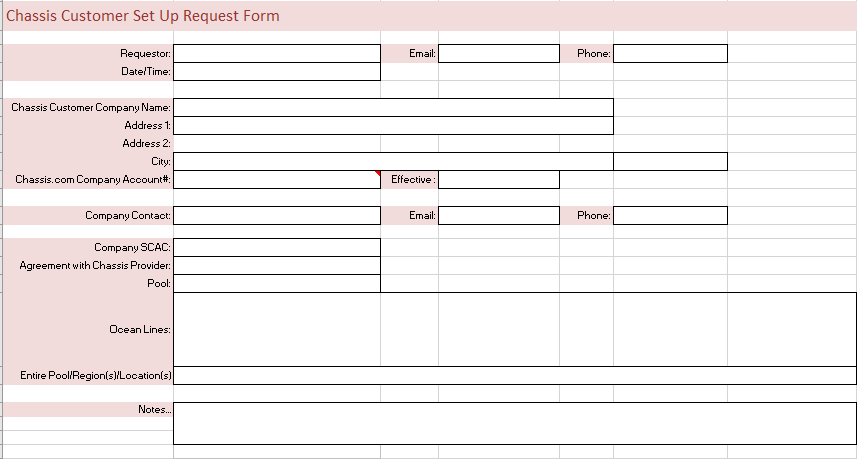 Chassis Customer Set Up Request Form
Requestor: Email: Phone:
Date/Time:
Chassis Customer Company Name:
Address 1:
Address 2:
City:
Chassis.com Company Account#: Effective :
Company Contact: Email: Phone:
Company SCAC:
Agreement with Chassis Provider:
Pool:
Ocean Lines:
Entire Pool/Region(s)/Location(s)
Notes...